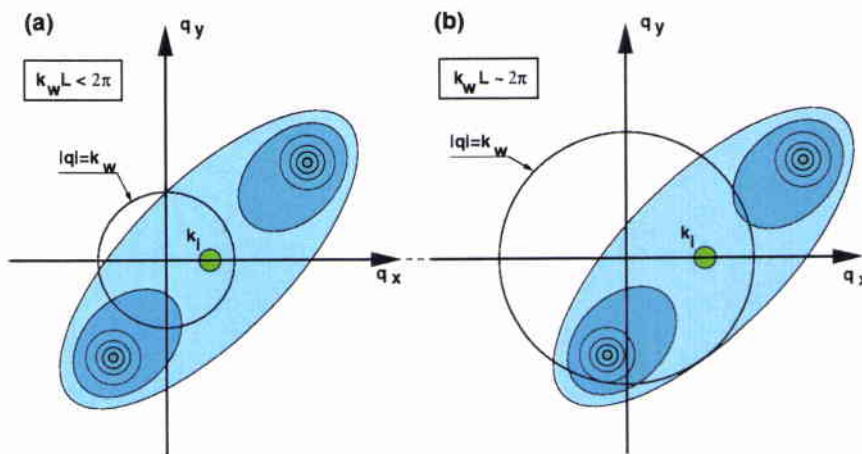 (a)
q y
k w L < 2π
|q|=k w
k i
q x
(b)
q y
k w L ~ 2π
|q|=k w
k i
q x